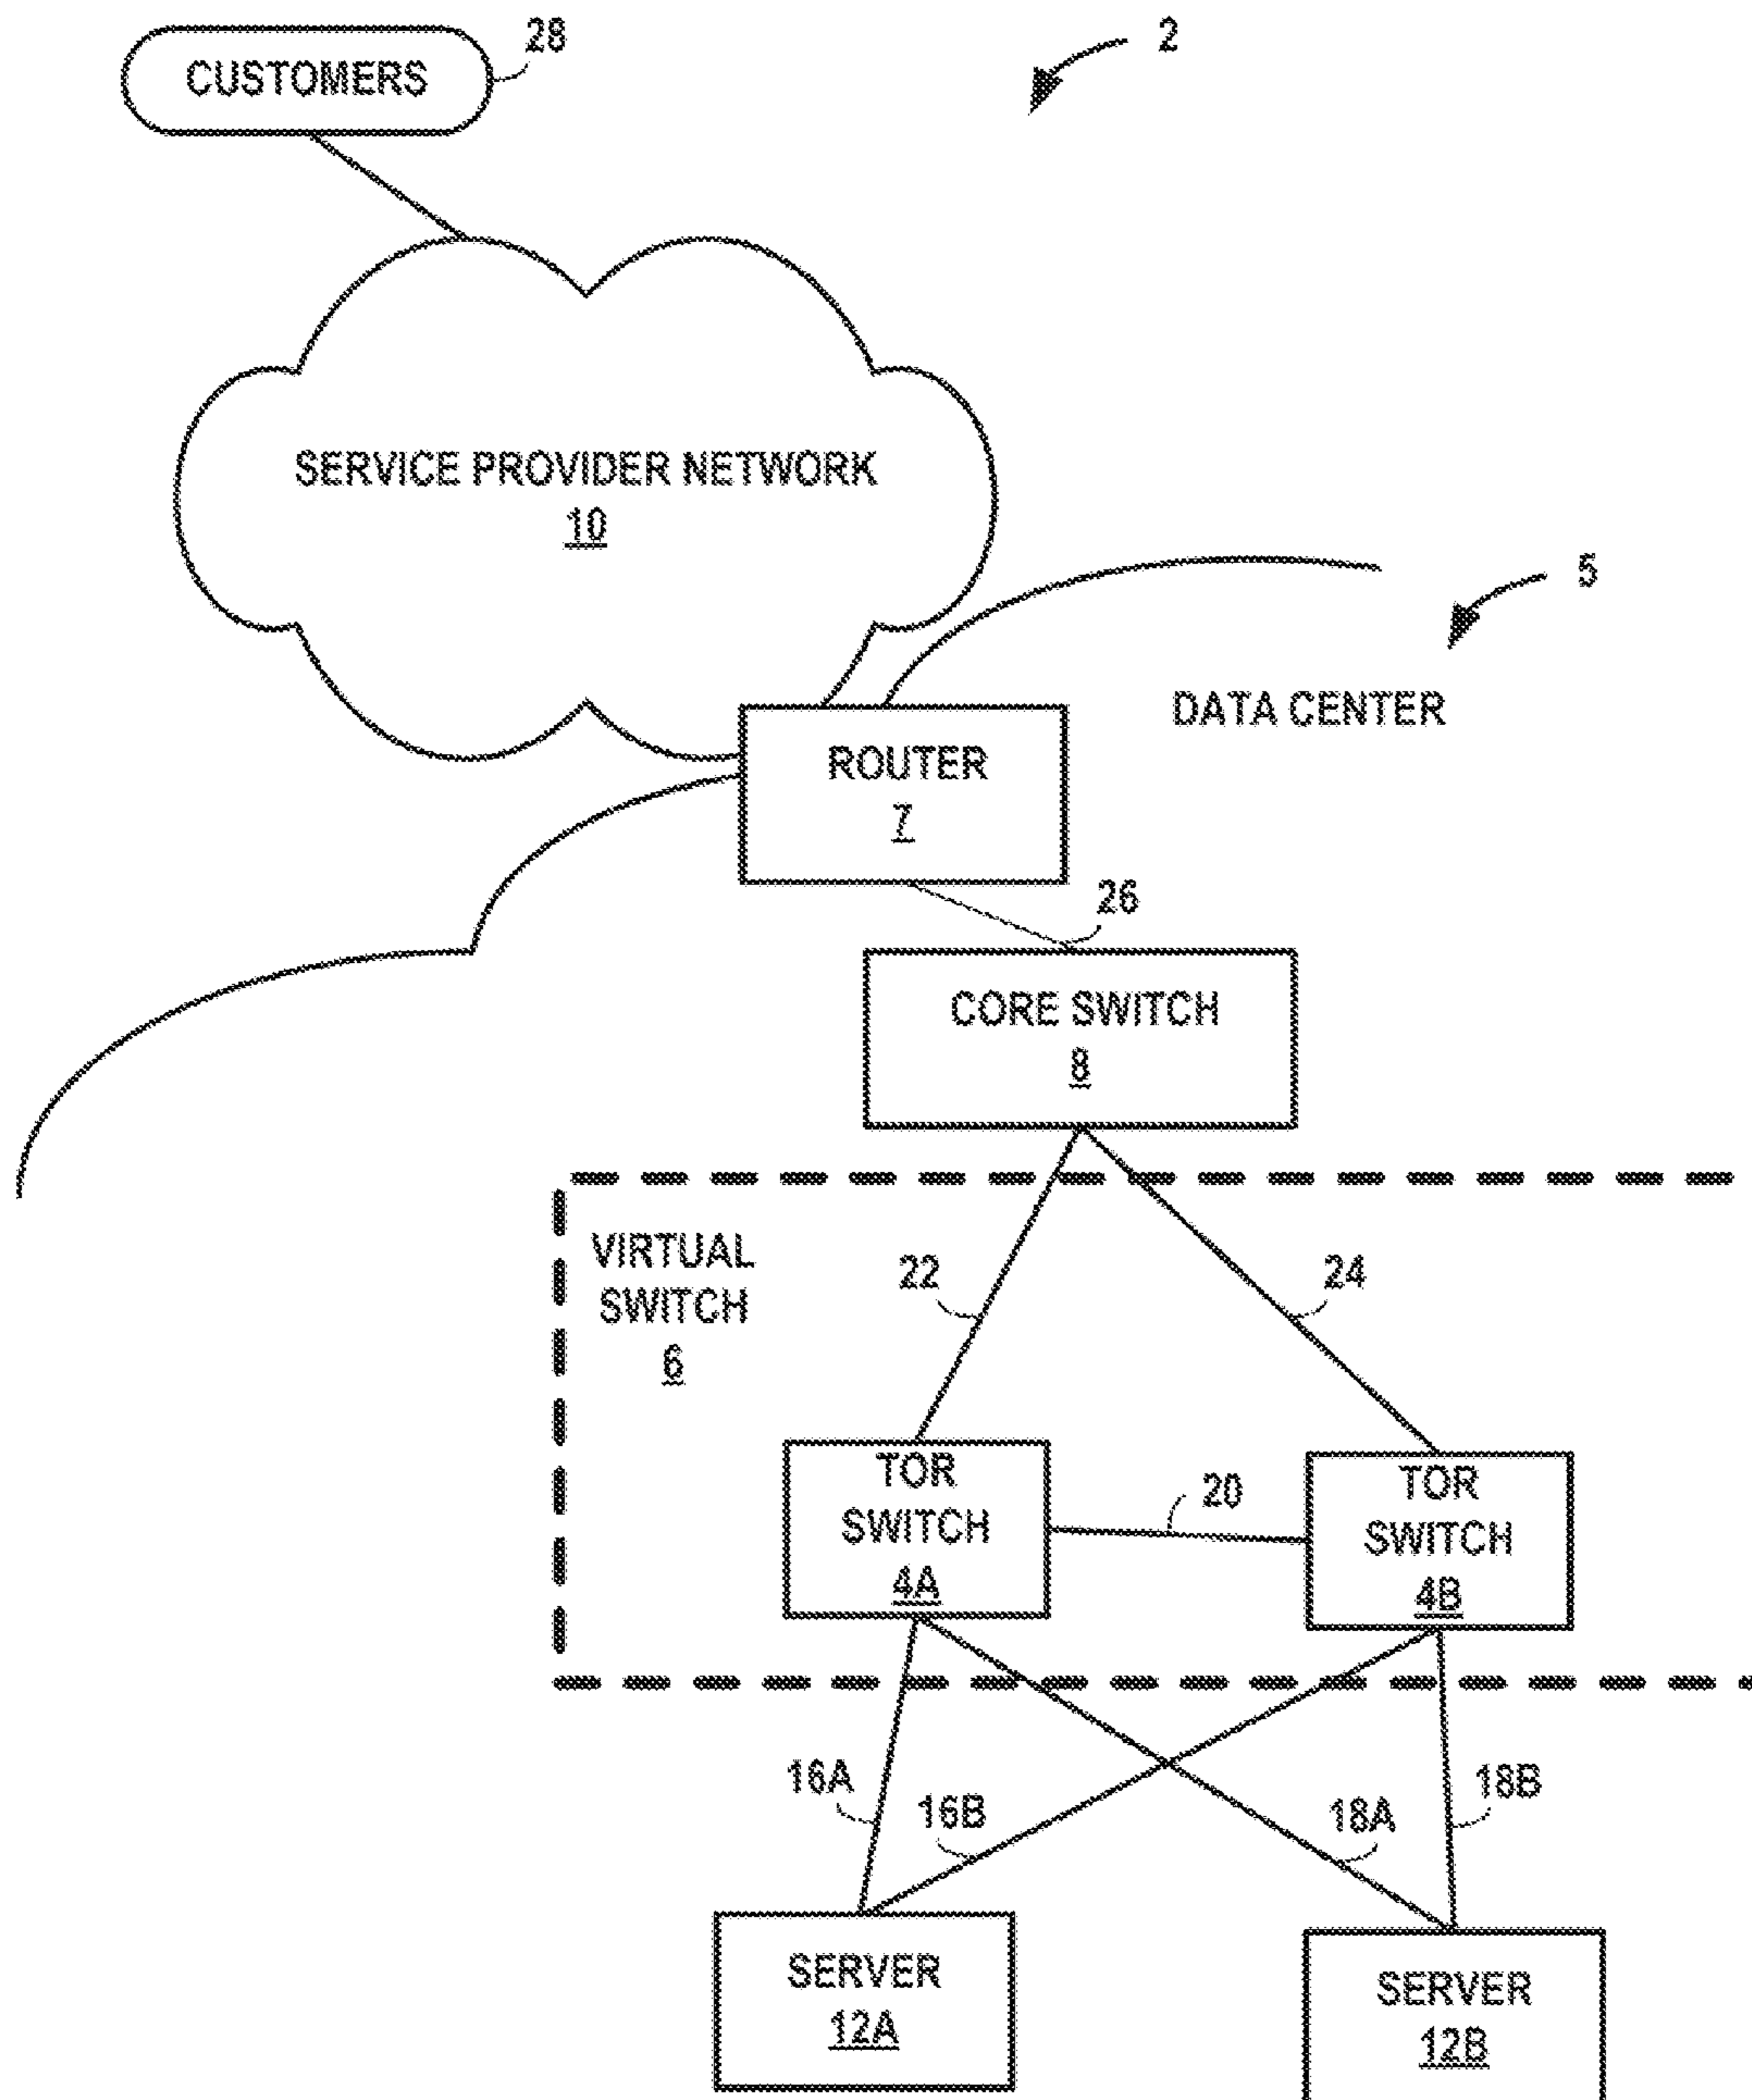 CUSTOMERS
28
2
SERVICE PROVIDER NETWORK
10
5
DATA CENTER
ROUTER
7
26
CORE SWITCH
8
VIRTUAL
SWITCH
6
22
24
TOR
SWITCH
4A
20
TOR
SWITCH
4B
16A
16B
18A
18B
SERVER
12A
SERVER
12B